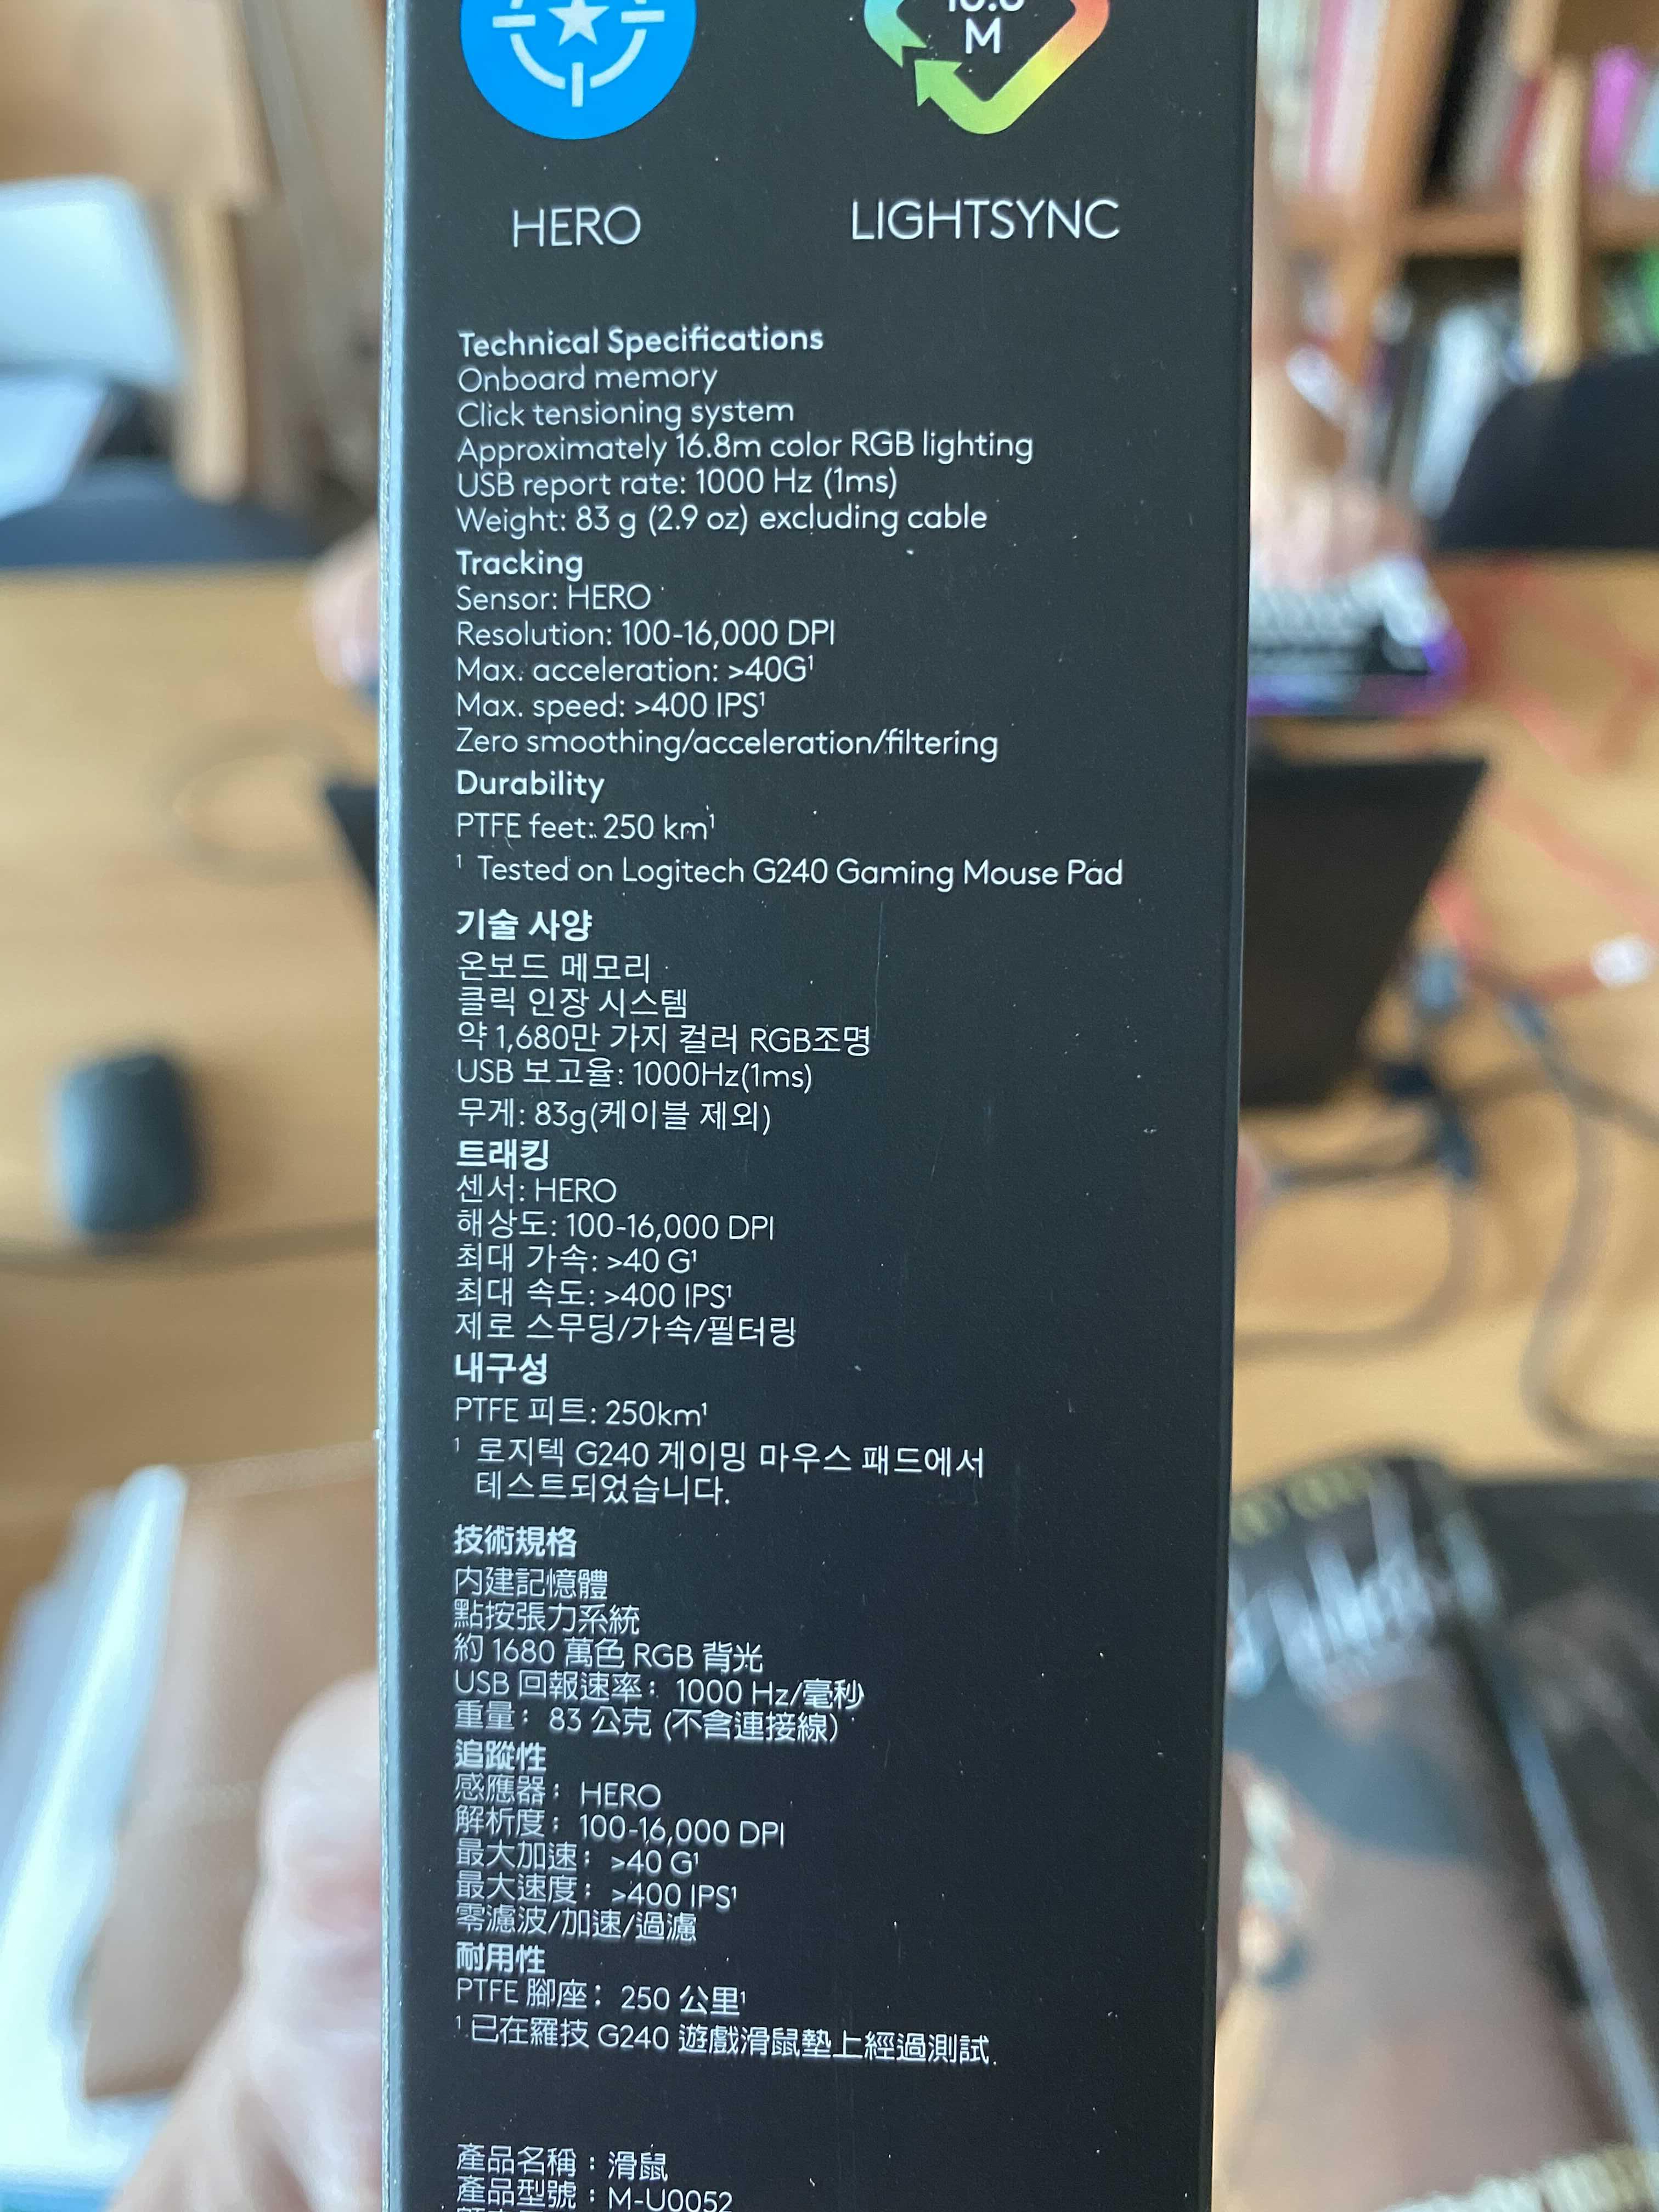 M
HERO
LIGHTSYNC
Technical Specifications
Onboard memory
Click tensioning system
Approximately 16.8m color RGB lighting
USB report rate: 1000 Hz (1ms)
Weight: 83 g (2.9 oz) excluding cable
Tracking
Sensor: HERO
Resolution: 100-16,000 DPI
Max. acceleration: >40G¹
Max. speed: >400 IPS¹
Zero smoothing/acceleration/filtering
Durability
PTFE feet: 250 km¹
¹ Tested on Logitech G240 Gaming Mouse Pad
기술 사양
온보드 메모리
클릭 인장 시스템
약 1,680만 가지 컬러 RGB조명
USB 보고율: 1000Hz(1ms)
무게: 83g(케이블 제외)
트래킹
센서: HERO
해상도: 100-16,000 DPI
최대 가속: >40 G¹
최대 속도: >400 IPS¹
제로 스무딩/가속/필터링
내구성
PTFE 피트: 250km¹
¹ 로지텍 G240 게이밍 마우스 패드에서
테스트되었습니다.
技術規格
內建記憶體
點按張力系統
約 1680 萬色 RGB 背光
USB 回報速率：1000 Hz/毫秒
重量：83 公克 (不含連接線)
追蹤性
感應器：HERO
解析度：100-16,000 DPI
最大加速：>40 G¹
最大速度：>400 IPS¹
零濾波/加速/過濾
耐用性
PTFE 腳座：250 公里¹
¹ 已在羅技 G240 遊戲滑鼠墊上經過測試.
產品名稱：滑鼠
產品型號：M-U0052